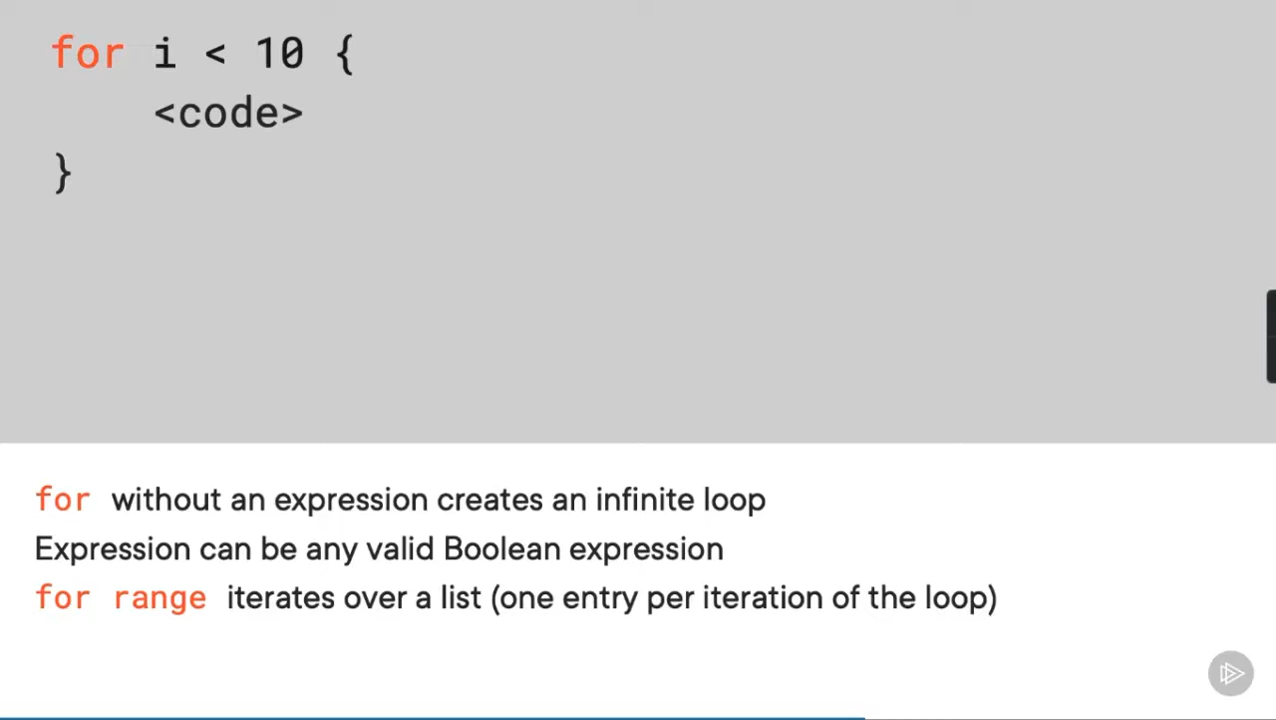 for i < 10 {
<code>
}
for without an expression creates an infinite loop
Expression can be any valid Boolean expression
for range iterates over a list (one entry per iteration of the loop)